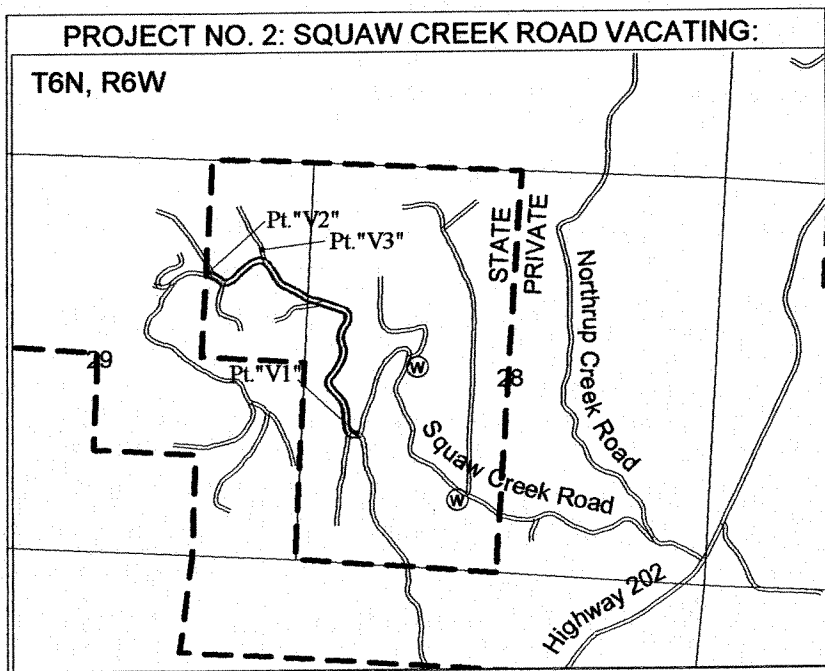 PROJECT NO. 2: SQUAW CREEK ROAD VACATING:
T6N, R6W
Pt."V2"
Pt."V3"
STATE
PRIVATE
Northrup Creek Road
29
Pt."V1"
W
28
Squaw Creek Road
W
Highway 202